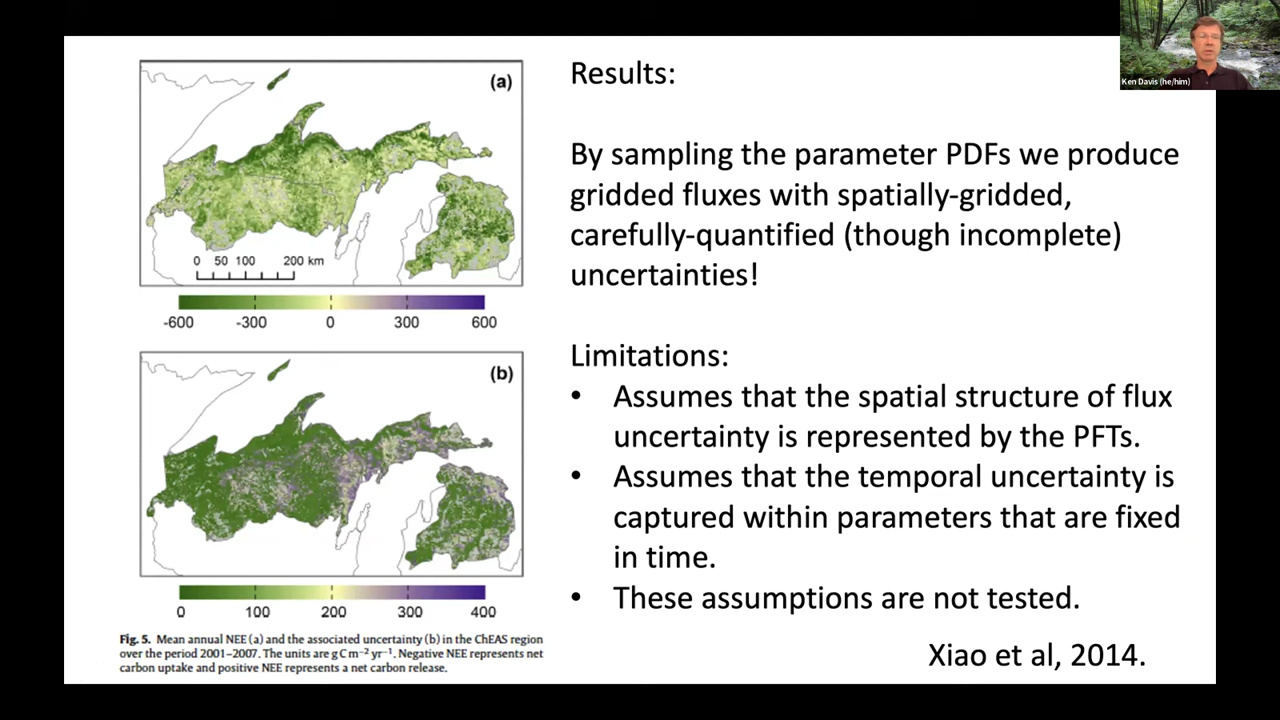 Ken Davis (he/him)
(a)
0 50 100 200 km
-600 -300 0 300 600
(b)
0 100 200 300 400
Fig. 5. Mean annual NEE (a) and the associated uncertainty (b) in the ChEAS region
over the period 2001–2007. The units are g C m−2 yr−1. Negative NEE represents net
carbon uptake and positive NEE represents a net carbon release.
Results:
By sampling the parameter PDFs we produce
gridded fluxes with spatially-gridded,
carefully-quantified (though incomplete)
uncertainties!
Limitations:
• Assumes that the spatial structure of flux
uncertainty is represented by the PFTs.
• Assumes that the temporal uncertainty is
captured within parameters that are fixed
in time.
• These assumptions are not tested.
Xiao et al, 2014.